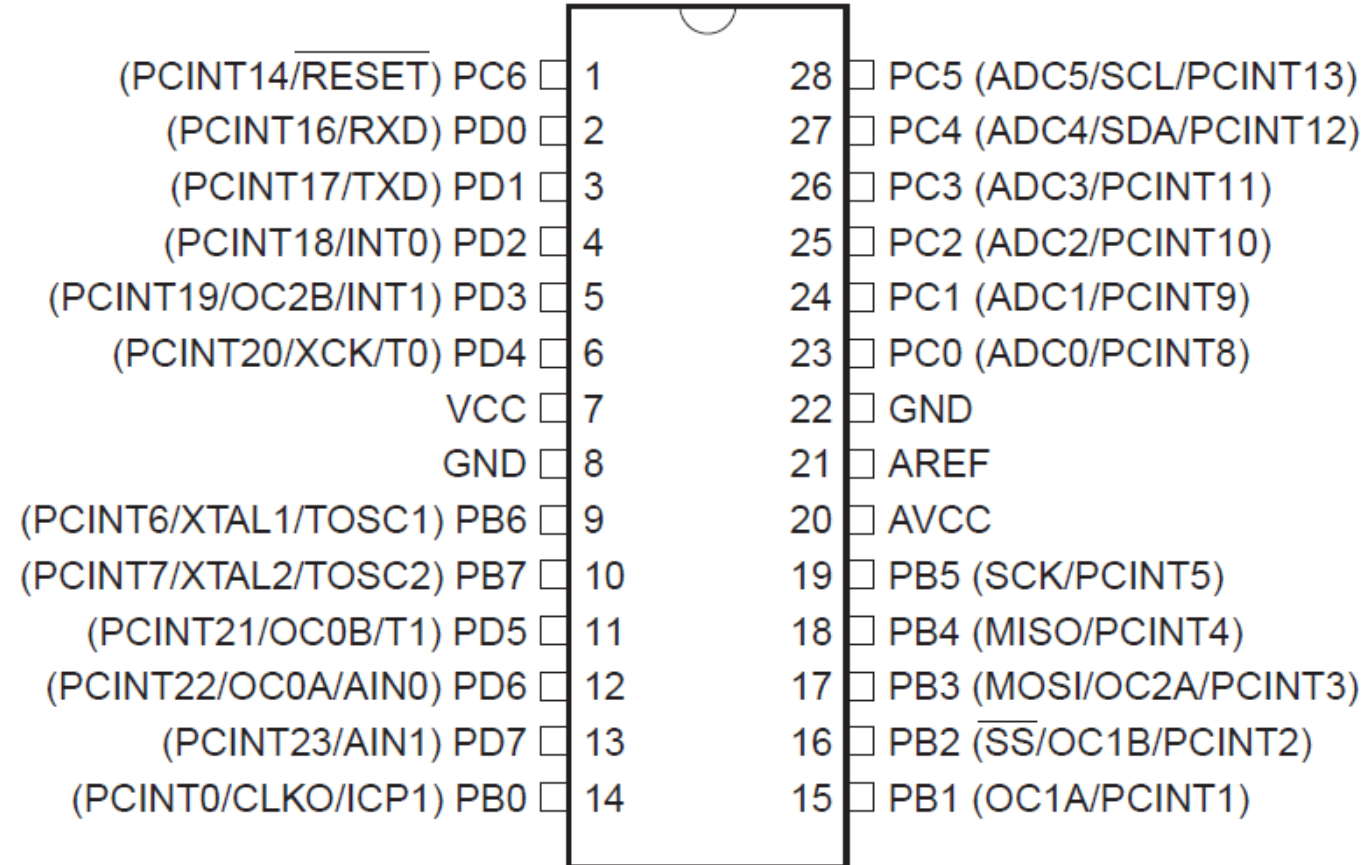 (PCINT14/RESET) PC6 1 28 PC5 (ADC5/SCL/PCINT13)
(PCINT16/RXD) PD0 2 27 PC4 (ADC4/SDA/PCINT12)
(PCINT17/TXD) PD1 3 26 PC3 (ADC3/PCINT11)
(PCINT18/INT0) PD2 4 25 PC2 (ADC2/PCINT10)
(PCINT19/OC2B/INT1) PD3 5 24 PC1 (ADC1/PCINT9)
(PCINT20/XCK/T0) PD4 6 23 PC0 (ADC0/PCINT8)
VCC 7 22 GND
GND 8 21 AREF
(PCINT6/XTAL1/TOSC1) PB6 9 20 AVCC
(PCINT7/XTAL2/TOSC2) PB7 10 19 PB5 (SCK/PCINT5)
(PCINT21/OC0B/T1) PD5 11 18 PB4 (MISO/PCINT4)
(PCINT22/OC0A/AIN0) PD6 12 17 PB3 (MOSI/OC2A/PCINT3)
(PCINT23/AIN1) PD7 13 16 PB2 (SS/OC1B/PCINT2)
(PCINT0/CLKO/ICP1) PB0 14 15 PB1 (OC1A/PCINT1)